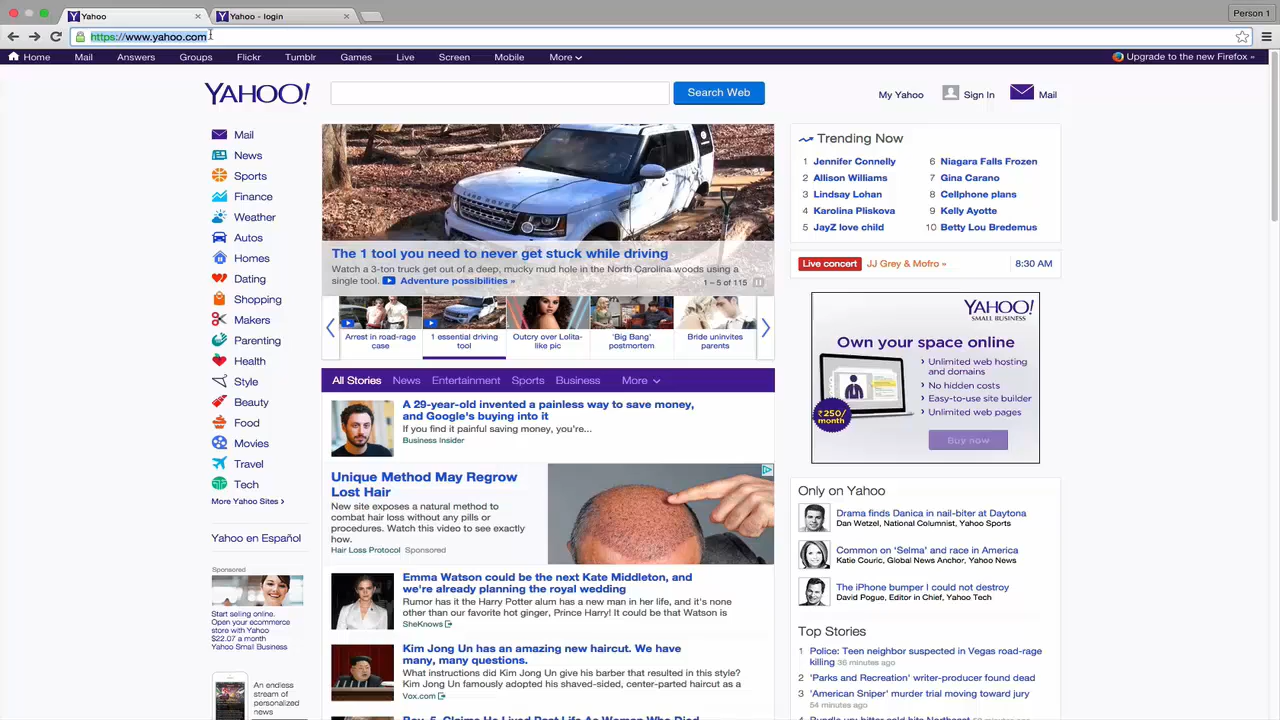 Yahoo
Yahoo - login
Person 1
https://www.yahoo.com
Home Mail Answers Groups Flickr Tumblr Games Live Screen Mobile More
Upgrade to the new Firefox »
YAHOO!
Search Web
My Yahoo
Sign In
Mail
Mail
News
Sports
Finance
Weather
Autos
Homes
Dating
Shopping
Makers
Parenting
Health
Style
Beauty
Food
Movies
Travel
Tech
More Yahoo Sites ›
Yahoo en Español
Sponsored
Start selling online.
Open your ecommerce
store with Yahoo
$22.07 a month
Yahoo Small Business
An endless
stream of
personalized
The 1 tool you need to never get stuck while driving
Watch a 3-ton truck get out of a deep, mucky mud hole in the North Carolina woods using a
single tool. Adventure possibilities »
1 – 5 of 115
Arrest in road-rage
case
1 essential driving
tool
Outcry over Lolita-
like pic
'Big Bang'
postmortem
Bride uninvites
parents
All Stories News Entertainment Sports Business More
A 29-year-old invented a painless way to save money,
and Google's buying into it
If you find it painful saving money, you're...
Business Insider
Unique Method May Regrow
Lost Hair
New site exposes a natural method to
combat hair loss without any pills or
procedures. Watch this video to see exactly
how.
Hair Loss Protocol Sponsored
Emma Watson could be the next Kate Middleton, and
we're already planning the royal wedding
Rumor has it the Harry Potter alum has a new man in her life, and it's none
other than our favorite hot ginger, Prince Harry! It could be that Watson is
SheKnows
Kim Jong Un has an amazing new haircut. We have
many, many questions.
What instructions did Kim Jong Un give his barber that resulted in this style?
Kim Jong Un famously adopted his shaved-sided, center-parted haircut as a
Vox.com
Trending Now
1 Jennifer Connelly
2 Allison Williams
3 Lindsay Lohan
4 Karolina Pliskova
5 JayZ love child
6 Niagara Falls Frozen
7 Gina Carano
8 Cellphone plans
9 Kelly Ayotte
10 Betty Lou Bredemus
Live concert JJ Grey & Mofro » 8:30 AM
YAHOO!
SMALL BUSINESS
Own your space online
› Unlimited web hosting
and domains
› No hidden costs
› Easy-to-use site builder
› Unlimited web pages
₹250/
month
Buy now
Only on Yahoo
Drama finds Danica in nail-biter at Daytona
Dan Wetzel, National Columnist, Yahoo Sports
Common on 'Selma' and race in America
Katie Couric, Global News Anchor, Yahoo News
The iPhone bumper I could not destroy
David Pogue, Editor in Chief, Yahoo Tech
Top Stories
1 Police: Teen neighbor suspected in Vegas road-rage
killing 36 minutes ago
2 'Parks and Recreation' writer-producer found dead
3 'American Sniper' murder trial moving toward jury
54 minutes ago